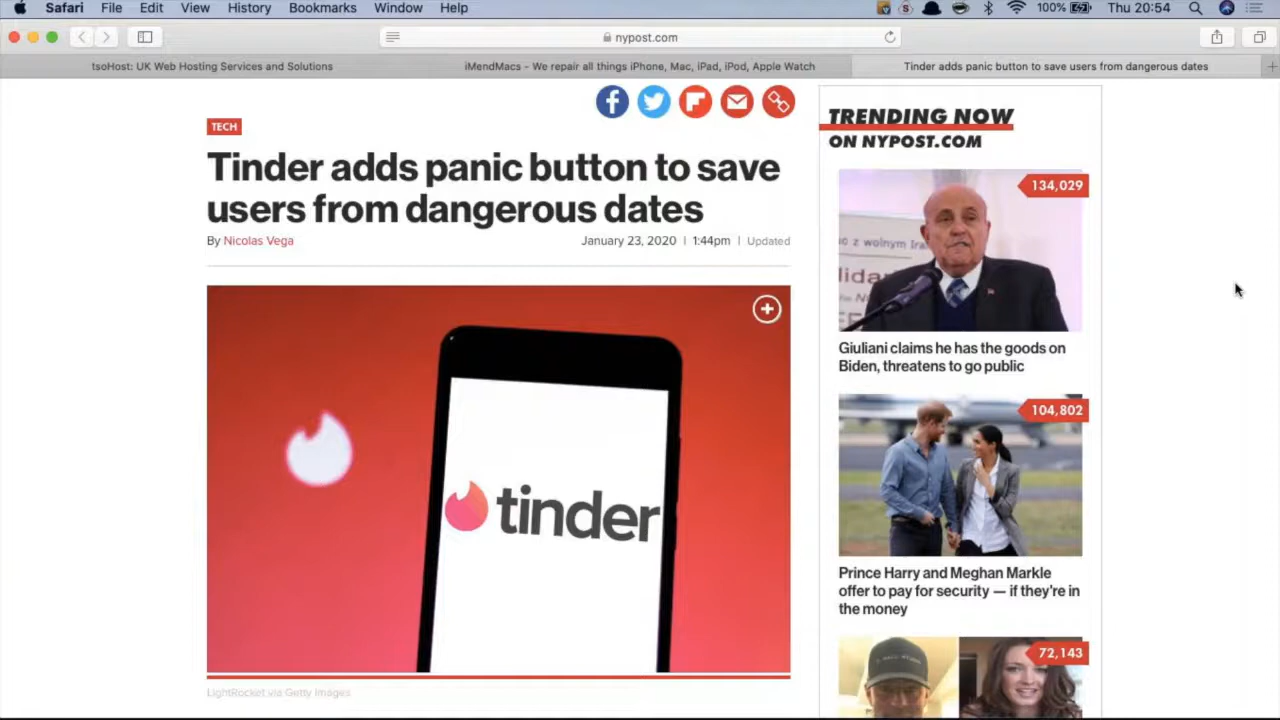 Safari File Edit View History Bookmarks Window Help 100% Thu 20:54
nypost.com
tsoHost: UK Web Hosting Services and Solutions
iMendMacs - We repair all things iPhone, Mac, iPad, iPod, Apple Watch
Tinder adds panic button to save users from dangerous dates
TECH
Tinder adds panic button to save
users from dangerous dates
By Nicolas Vega
January 23, 2020 | 1:44pm | Updated
tinder
LightRocket via Getty Images
TRENDING NOW
ON NYPOST.COM
134,029
Giuliani claims he has the goods on
Biden, threatens to go public
104,802
Prince Harry and Meghan Markle
offer to pay for security — if they're in
the money
72,143